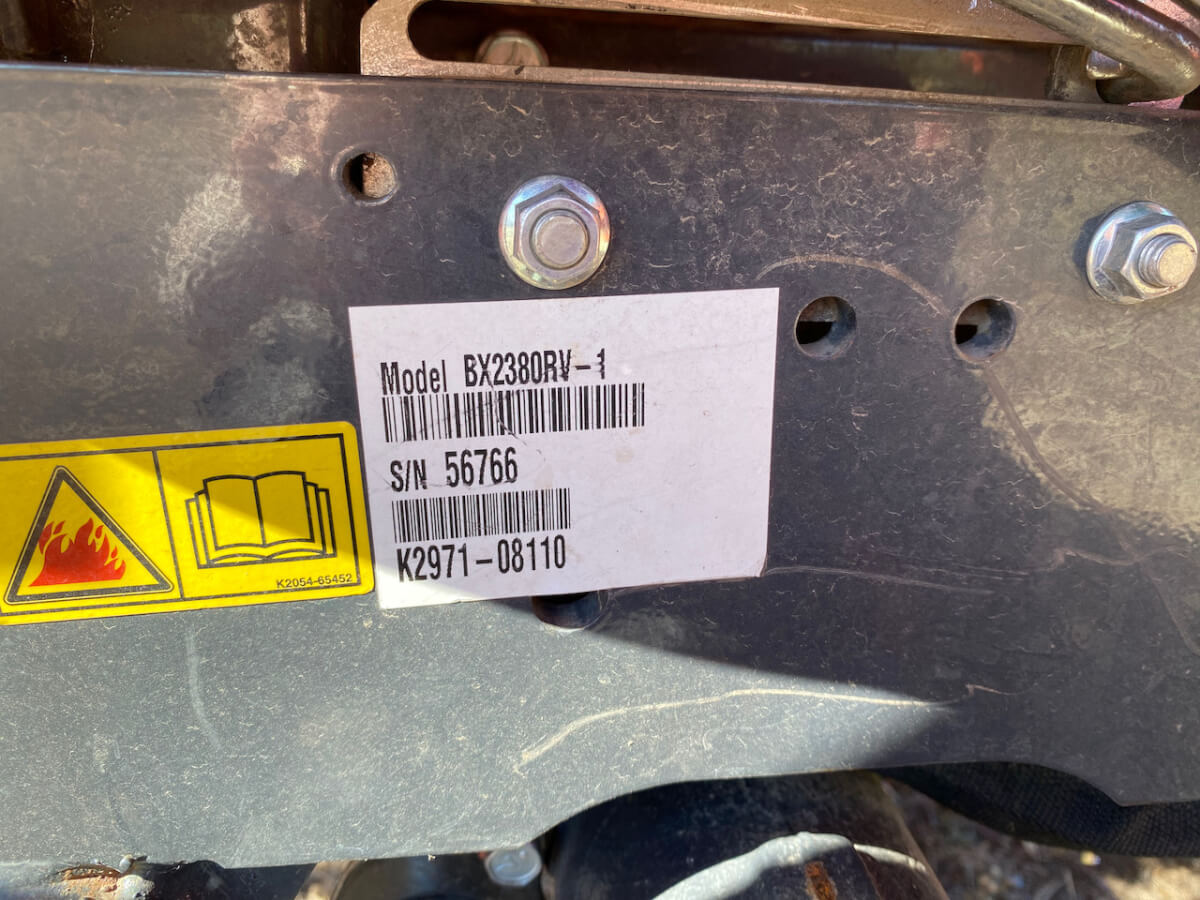 Model BX2380RV-1
S/N 56766
K2971-08110
K2054-65452